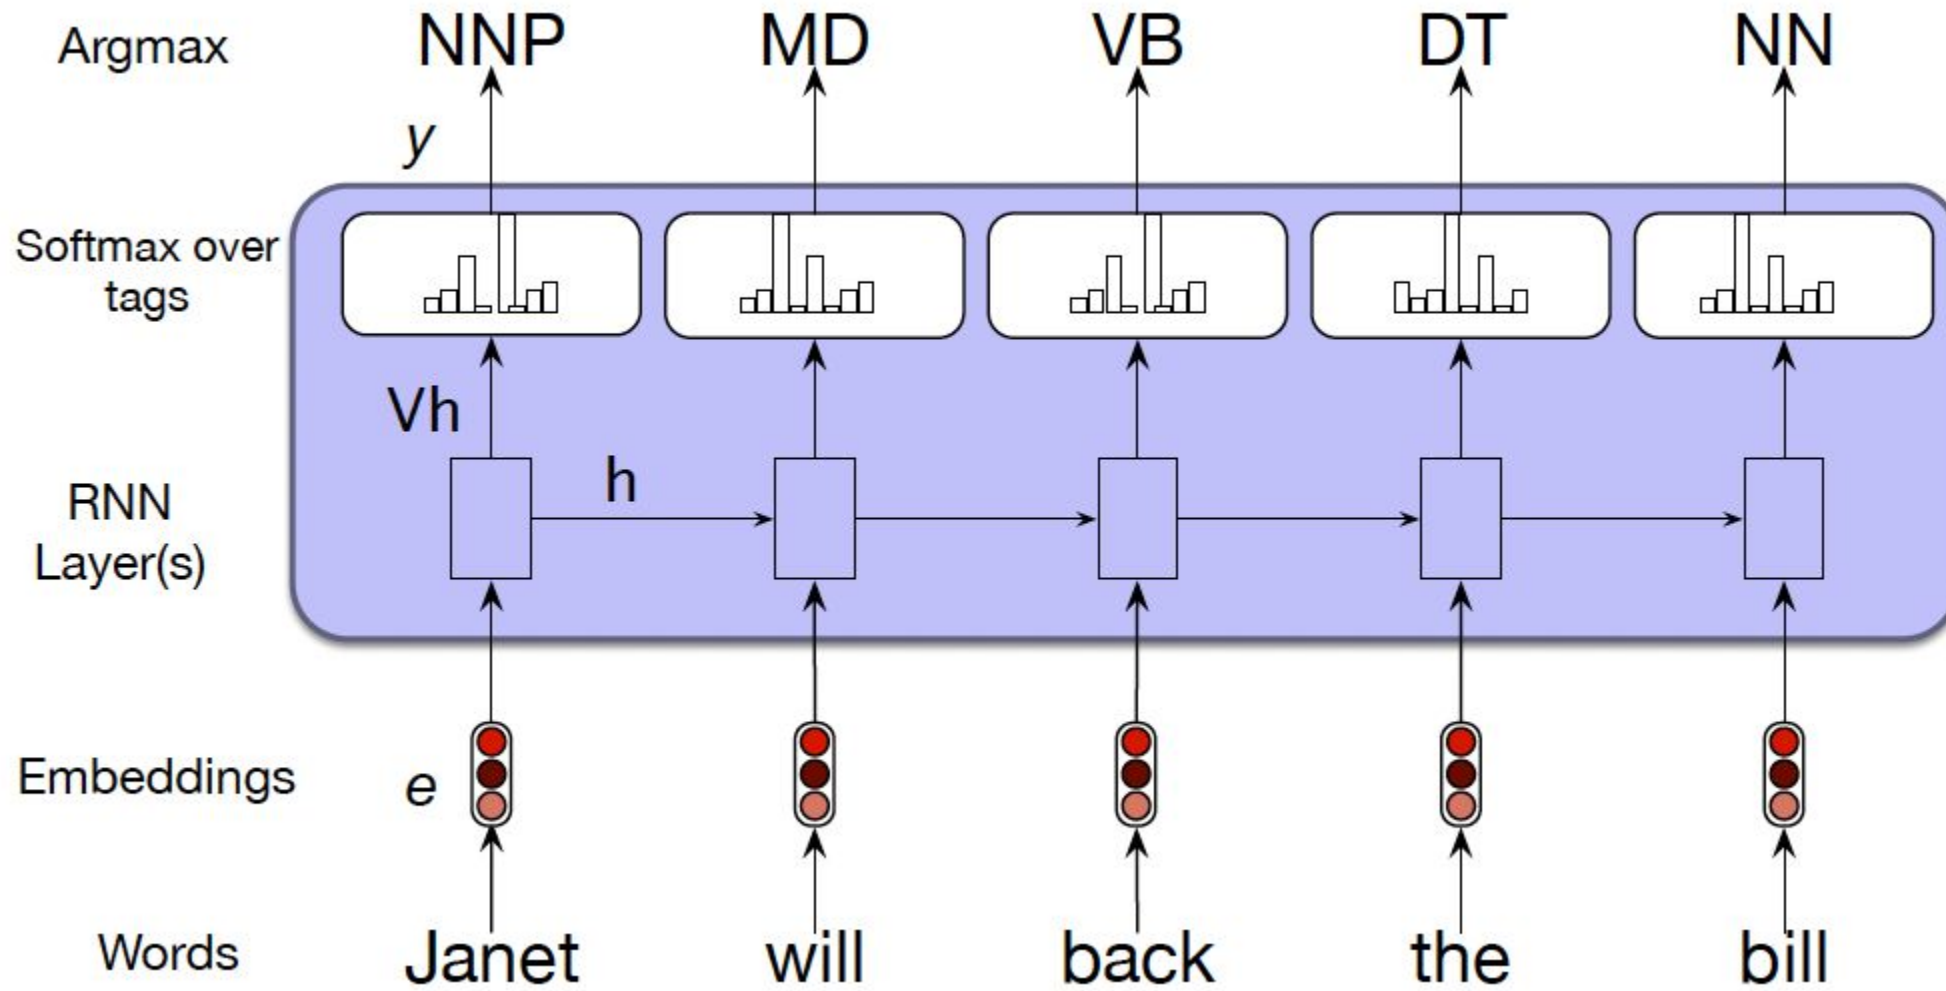 Argmax NNP MD VB DT NN
y
Softmax over
tags
Vh
h
RNN
Layer(s)
Embeddings e
Words Janet will back the bill